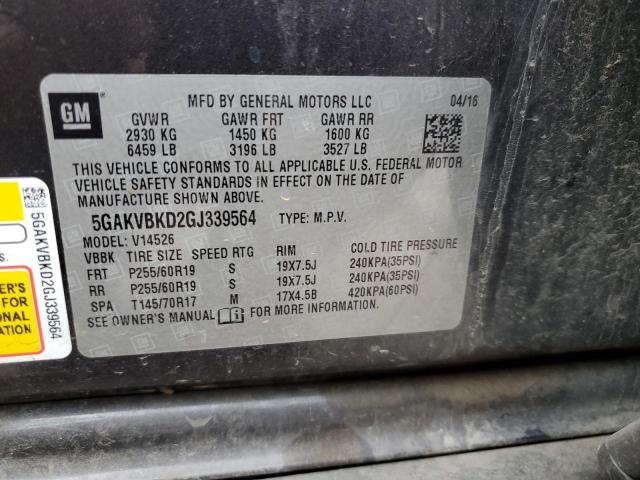 GM
MFD BY GENERAL MOTORS LLC 04/16
GVWR GAWR FRT GAWR RR
2930 KG 1450 KG 1600 KG
6459 LB 3196 LB 3527 LB
THIS VEHICLE CONFORMS TO ALL APPLICABLE U.S. FEDERAL MOTOR
VEHICLE SAFETY STANDARDS IN EFFECT ON THE DATE OF
MANUFACTURE SHOWN ABOVE.
5GAKVBKD2GJ339564 TYPE: M.P.V.
MODEL: V14526
VBBK TIRE SIZE SPEED RTG RIM COLD TIRE PRESSURE
FRT P255/60R19 S 19X7.5J 240KPA(35PSI)
RR P255/60R19 S 19X7.5J 240KPA(35PSI)
SPA T145/70R17 M 17X4.5B 420KPA(60PSI)
SEE OWNER'S MANUAL FOR MORE INFORMATION
5GAKVBKD2GJ339564
OWNER'S
FOR
ONAL